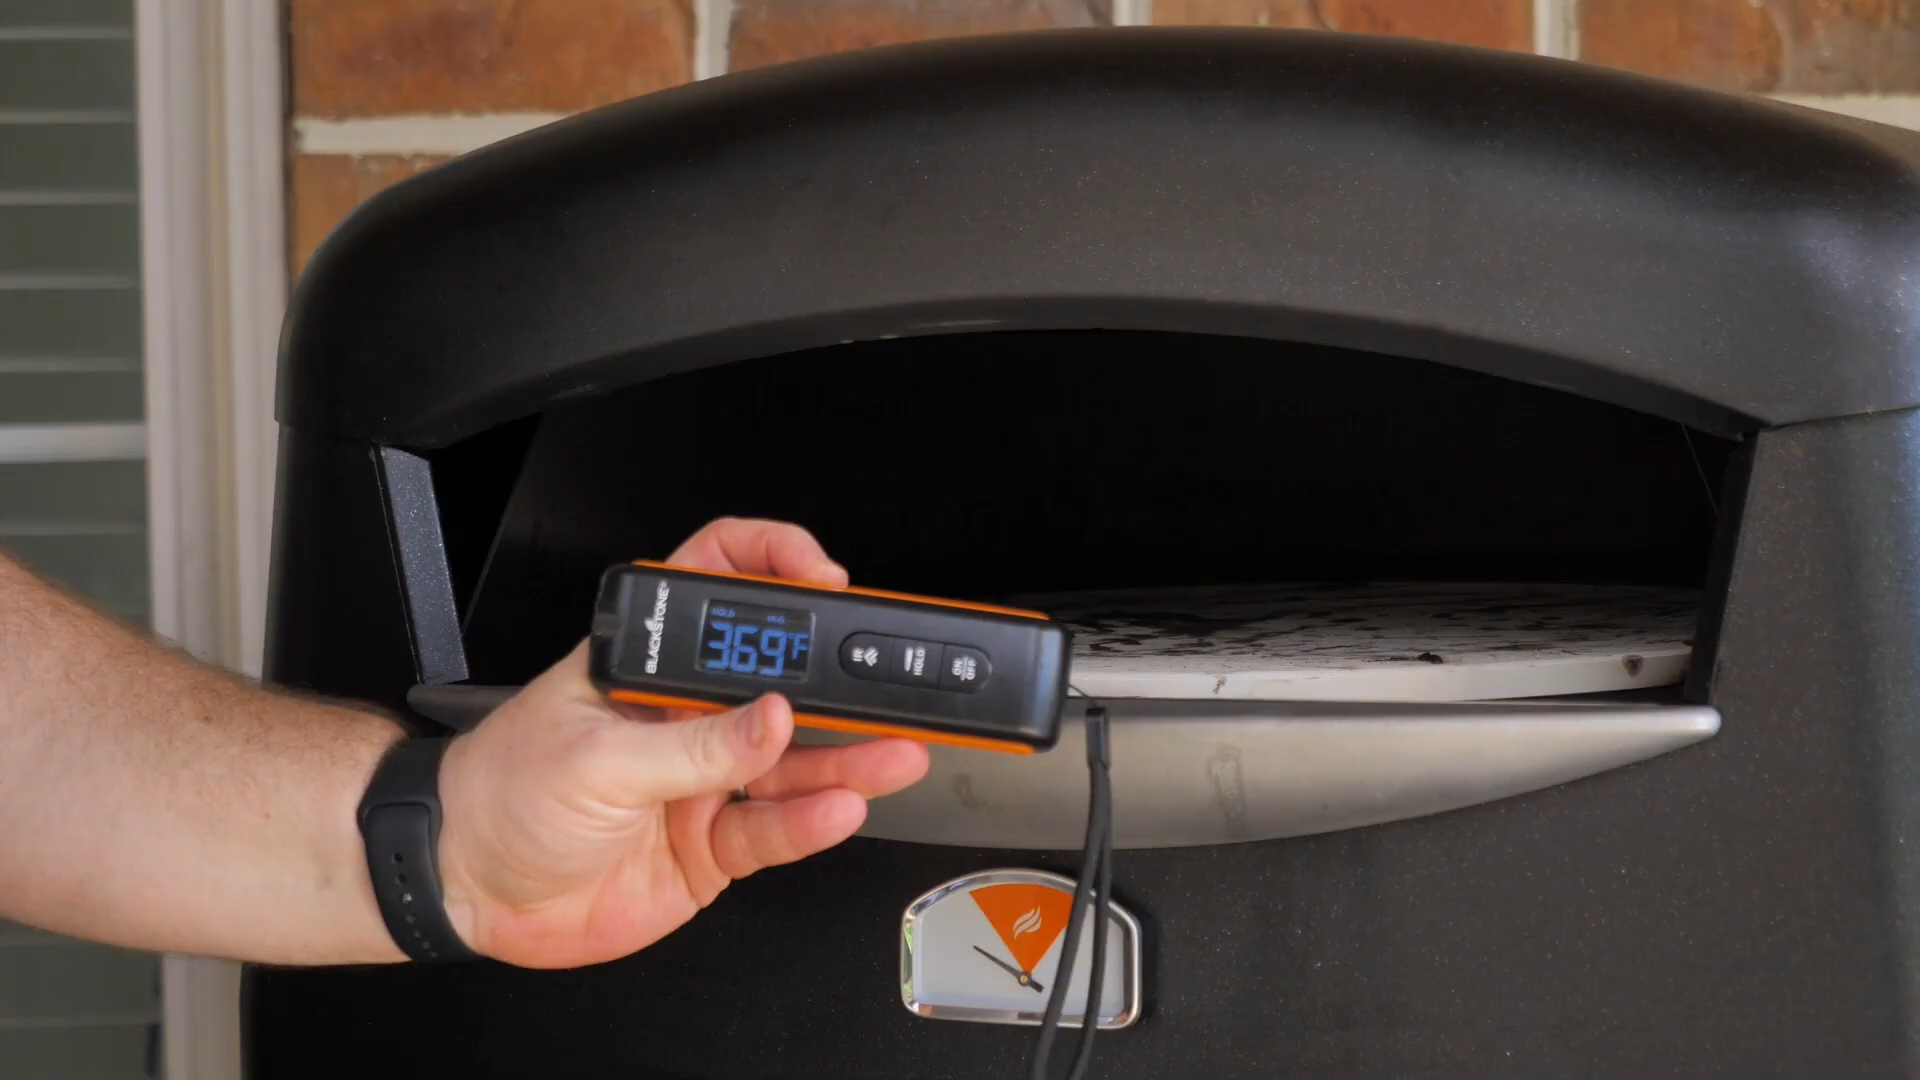 BLACKSTONE
HOLD
369°F
IR
HOLD
ON
OFF